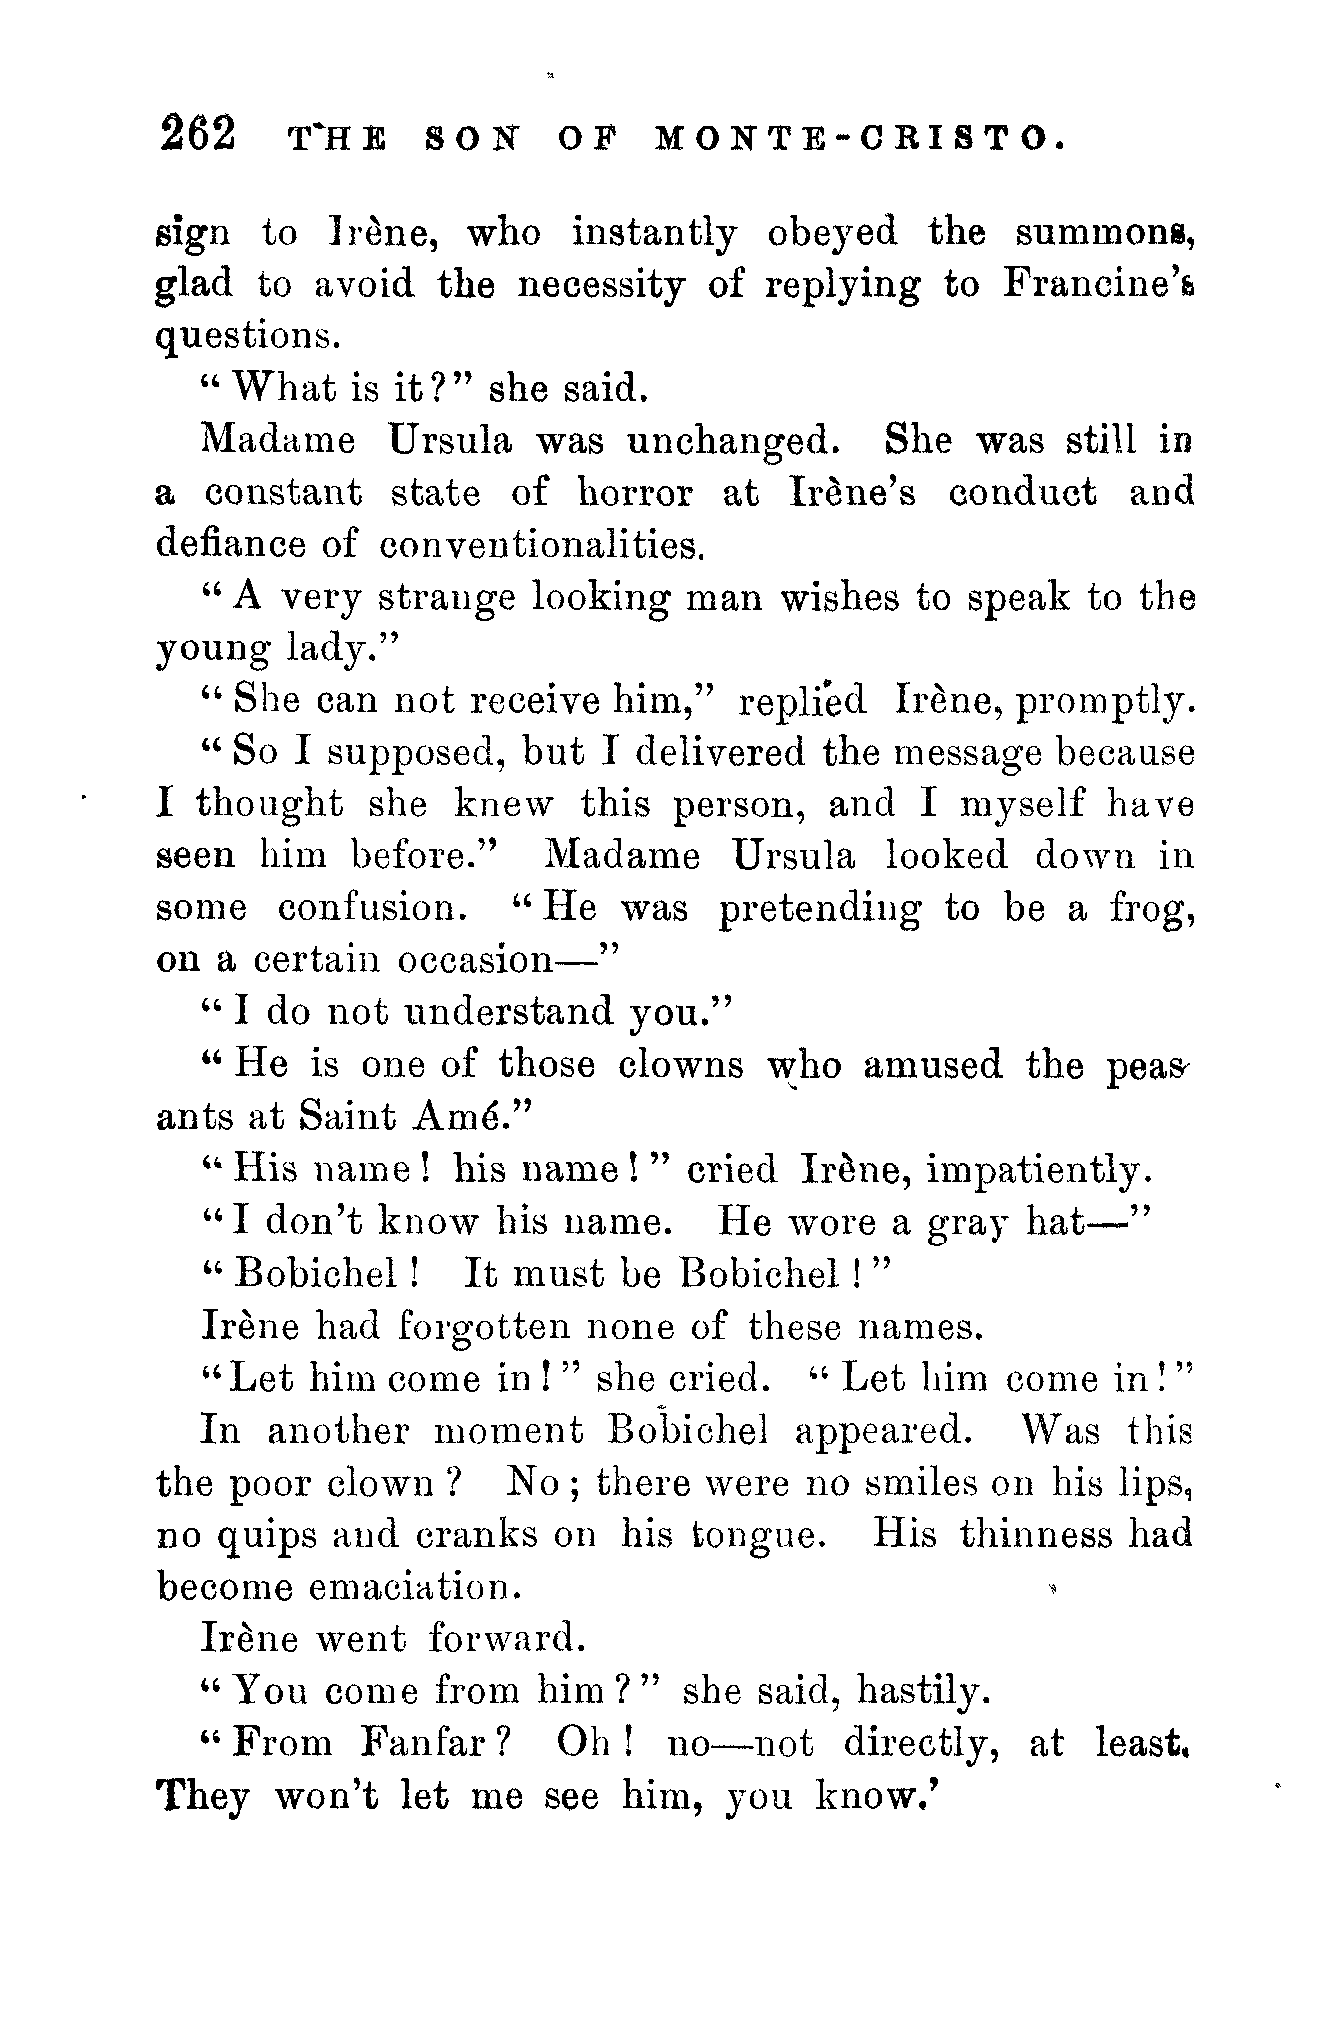 262 THE SON OF MONTE-CRISTO.
sign to Irène, who instantly obeyed the summons,
glad to avoid the necessity of replying to Francine's
questions.
" What is it?" she said.
Madame Ursula was unchanged. She was still in
a constant state of horror at Irène's conduct and
defiance of conventionalities.
" A very strange looking man wishes to speak to the
young lady."
" She can not receive him," replied Irène, promptly.
" So I supposed, but I delivered the message because
I thought she knew this person, and I myself have
seen him before." Madame Ursula looked down in
some confusion. " He was pretending to be a frog,
on a certain occasion—"
" I do not understand you."
" He is one of those clowns who amused the peas-
ants at Saint Amé."
" His name ! his name ! " cried Irène, impatiently.
" I don't know his name. He wore a gray hat—"
" Bobichel ! It must be Bobichel ! "
Irène had forgotten none of these names.
"Let him come in ! " she cried. " Let him come in ! "
In another moment Bobichel appeared. Was this
the poor clown ? No ; there were no smiles on his lips,
no quips and cranks on his tongue. His thinness had
become emaciation.
Irène went forward.
" You come from him ? " she said, hastily.
" From Fanfar ? Oh ! no—not directly, at least.
They won't let me see him, you know.'